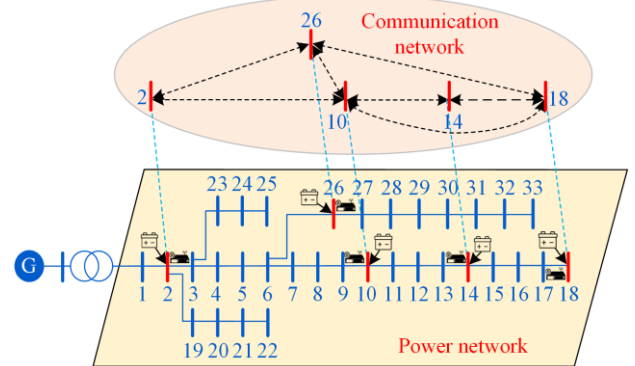 Communication
network
26
2
10
14
18
23 24 25
26 27 28 29 30 31 32 33
G
1 2 3 4 5 6 7 8 9 10 11 12 13 14 15 16 17 18
19 20 21 22
Power network